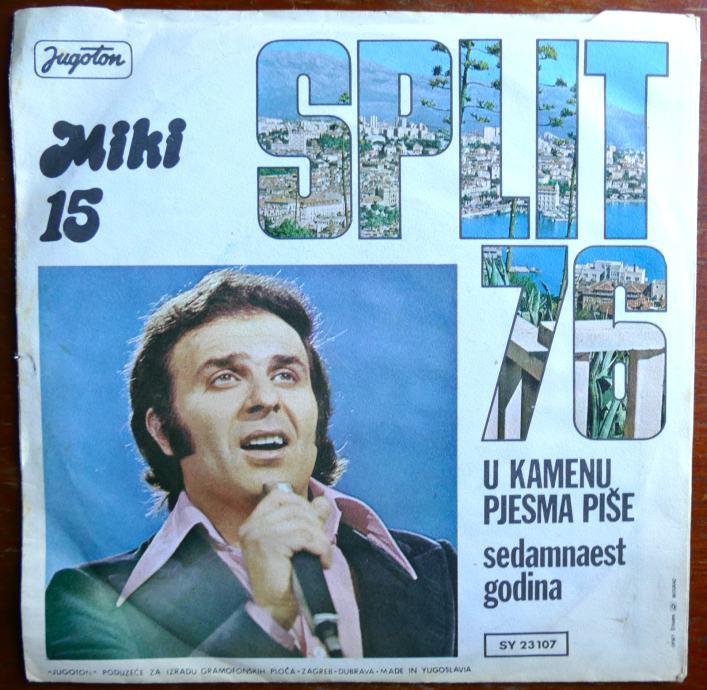 Jugoton
Miki
15
SPLIT
76
U KAMENU
PJESMA PIŠE
sedamnaest
godina
SY 23107
"JUGOTON" PODUZEĆE ZA IZRADU GRAMOFONSKIH PLOČA - ZAGREB - DUBRAVA - MADE IN YUGOSLAVIA